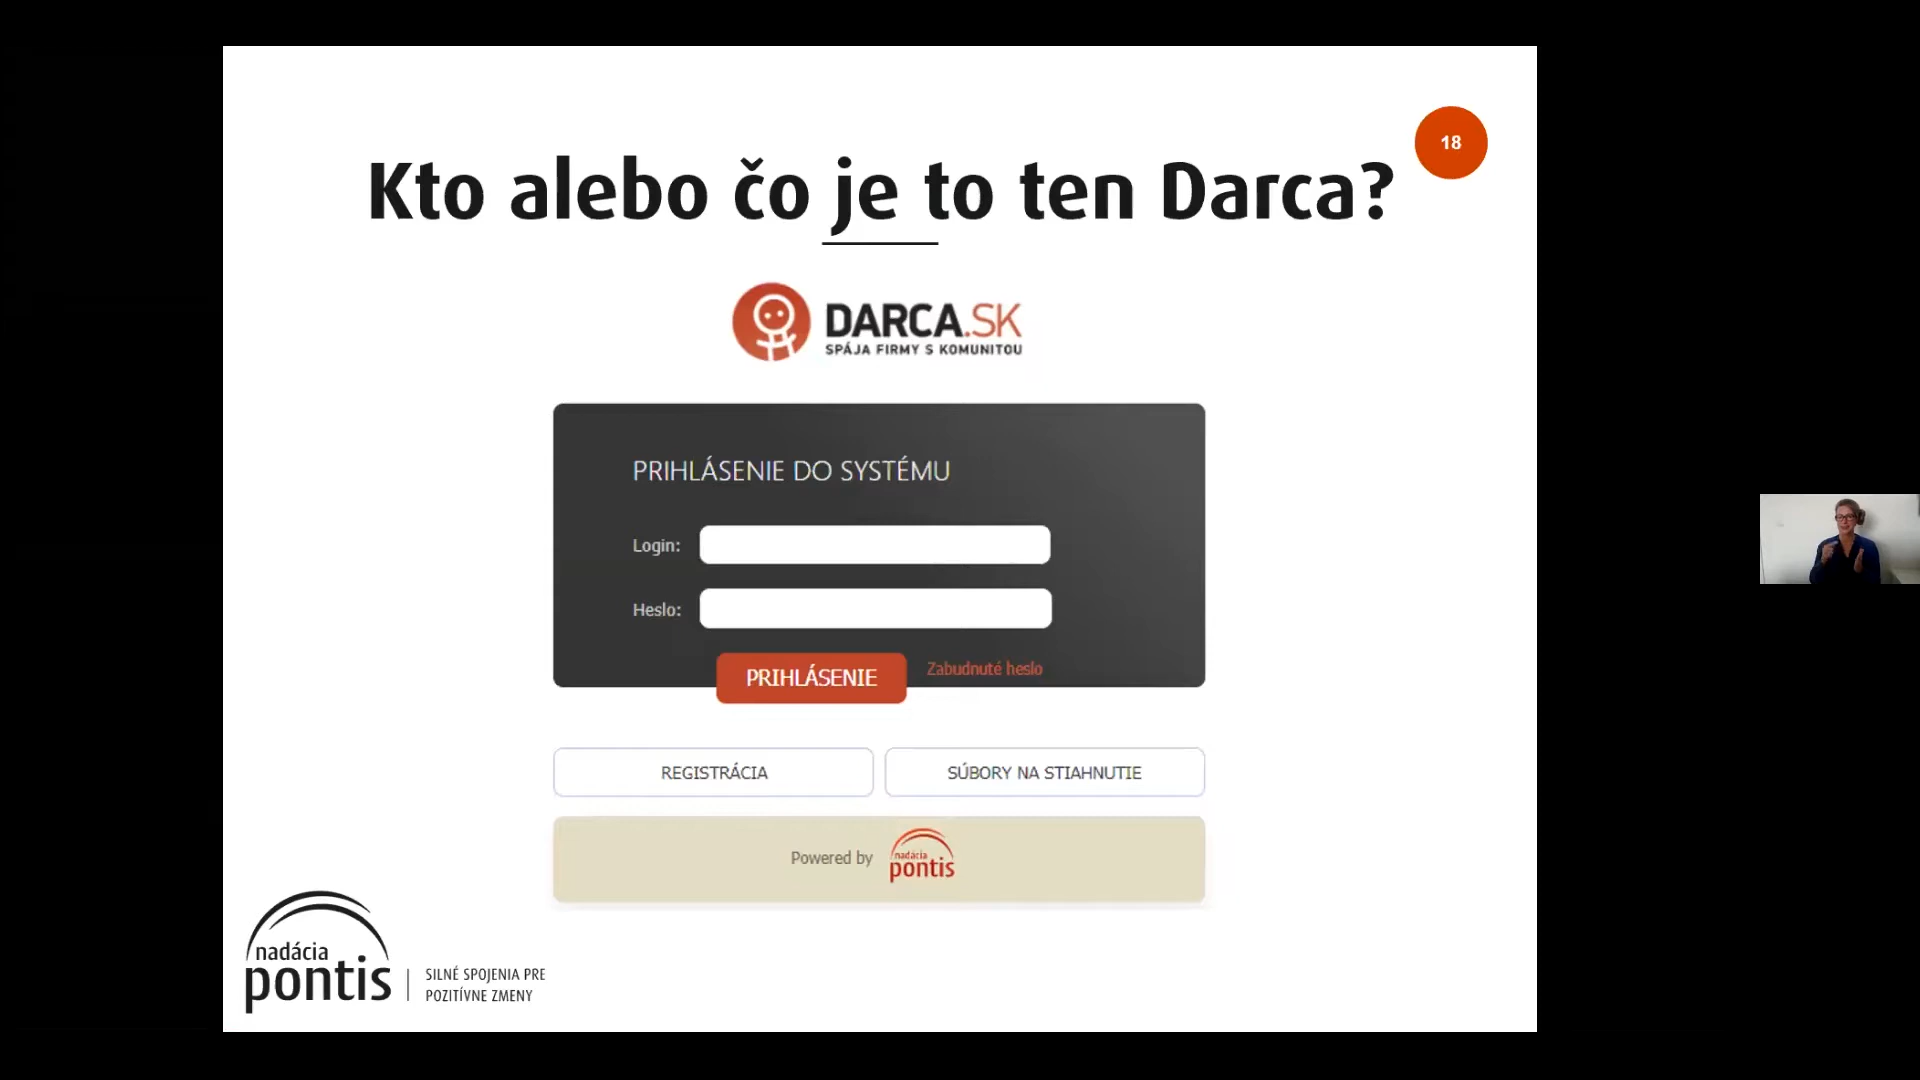 18
Kto alebo čo je to ten Darca?
DARCA.SK
SPÁJA FIRMY S KOMUNITOU
PRIHLÁSENIE DO SYSTÉMU
Login:
Heslo:
PRIHLÁSENIE
Zabudnuté heslo
REGISTRÁCIA
SÚBORY NA STIAHNUTIE
Powered by
nadácia
pontis
nadácia
pontis
SILNÉ SPOJENIA PRE
POZITÍVNE ZMENY